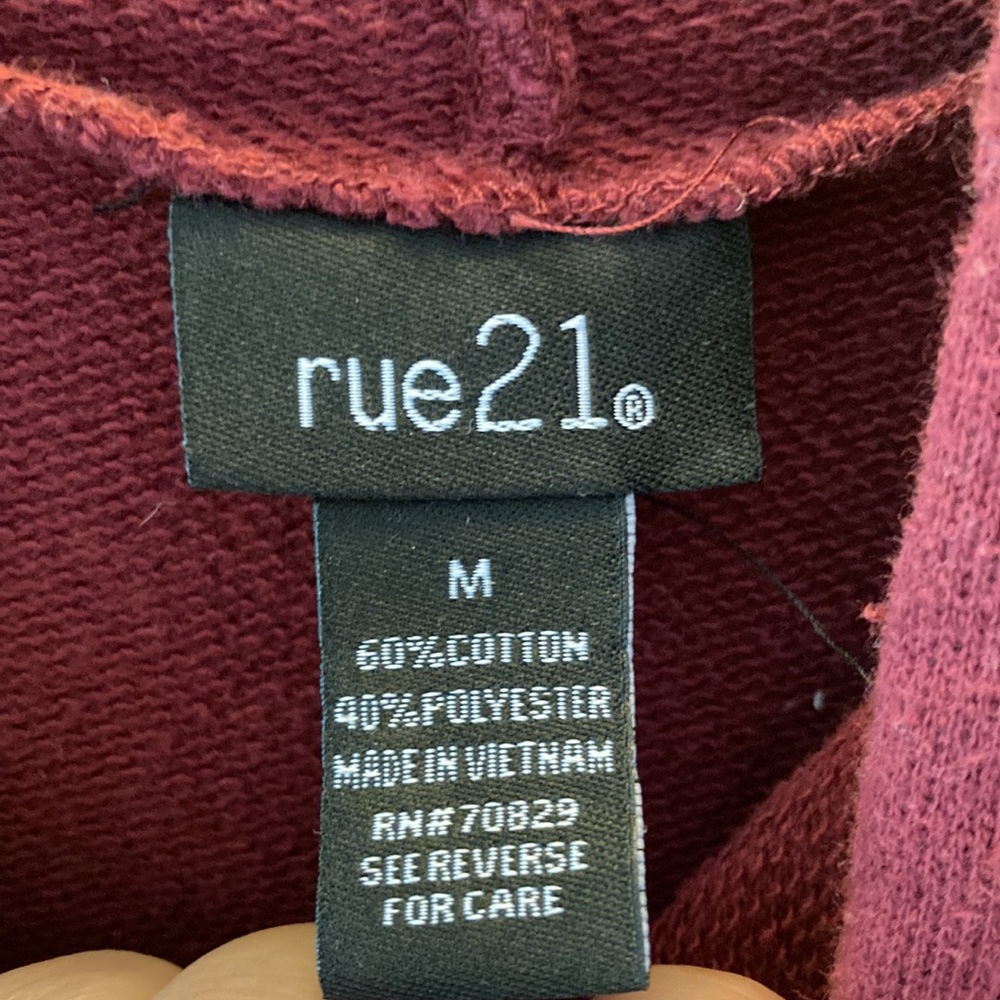 rue21®
M
60%COTTON
40%POLYESTER
MADE IN VIETNAM
RN#70829
SEE REVERSE
FOR CARE